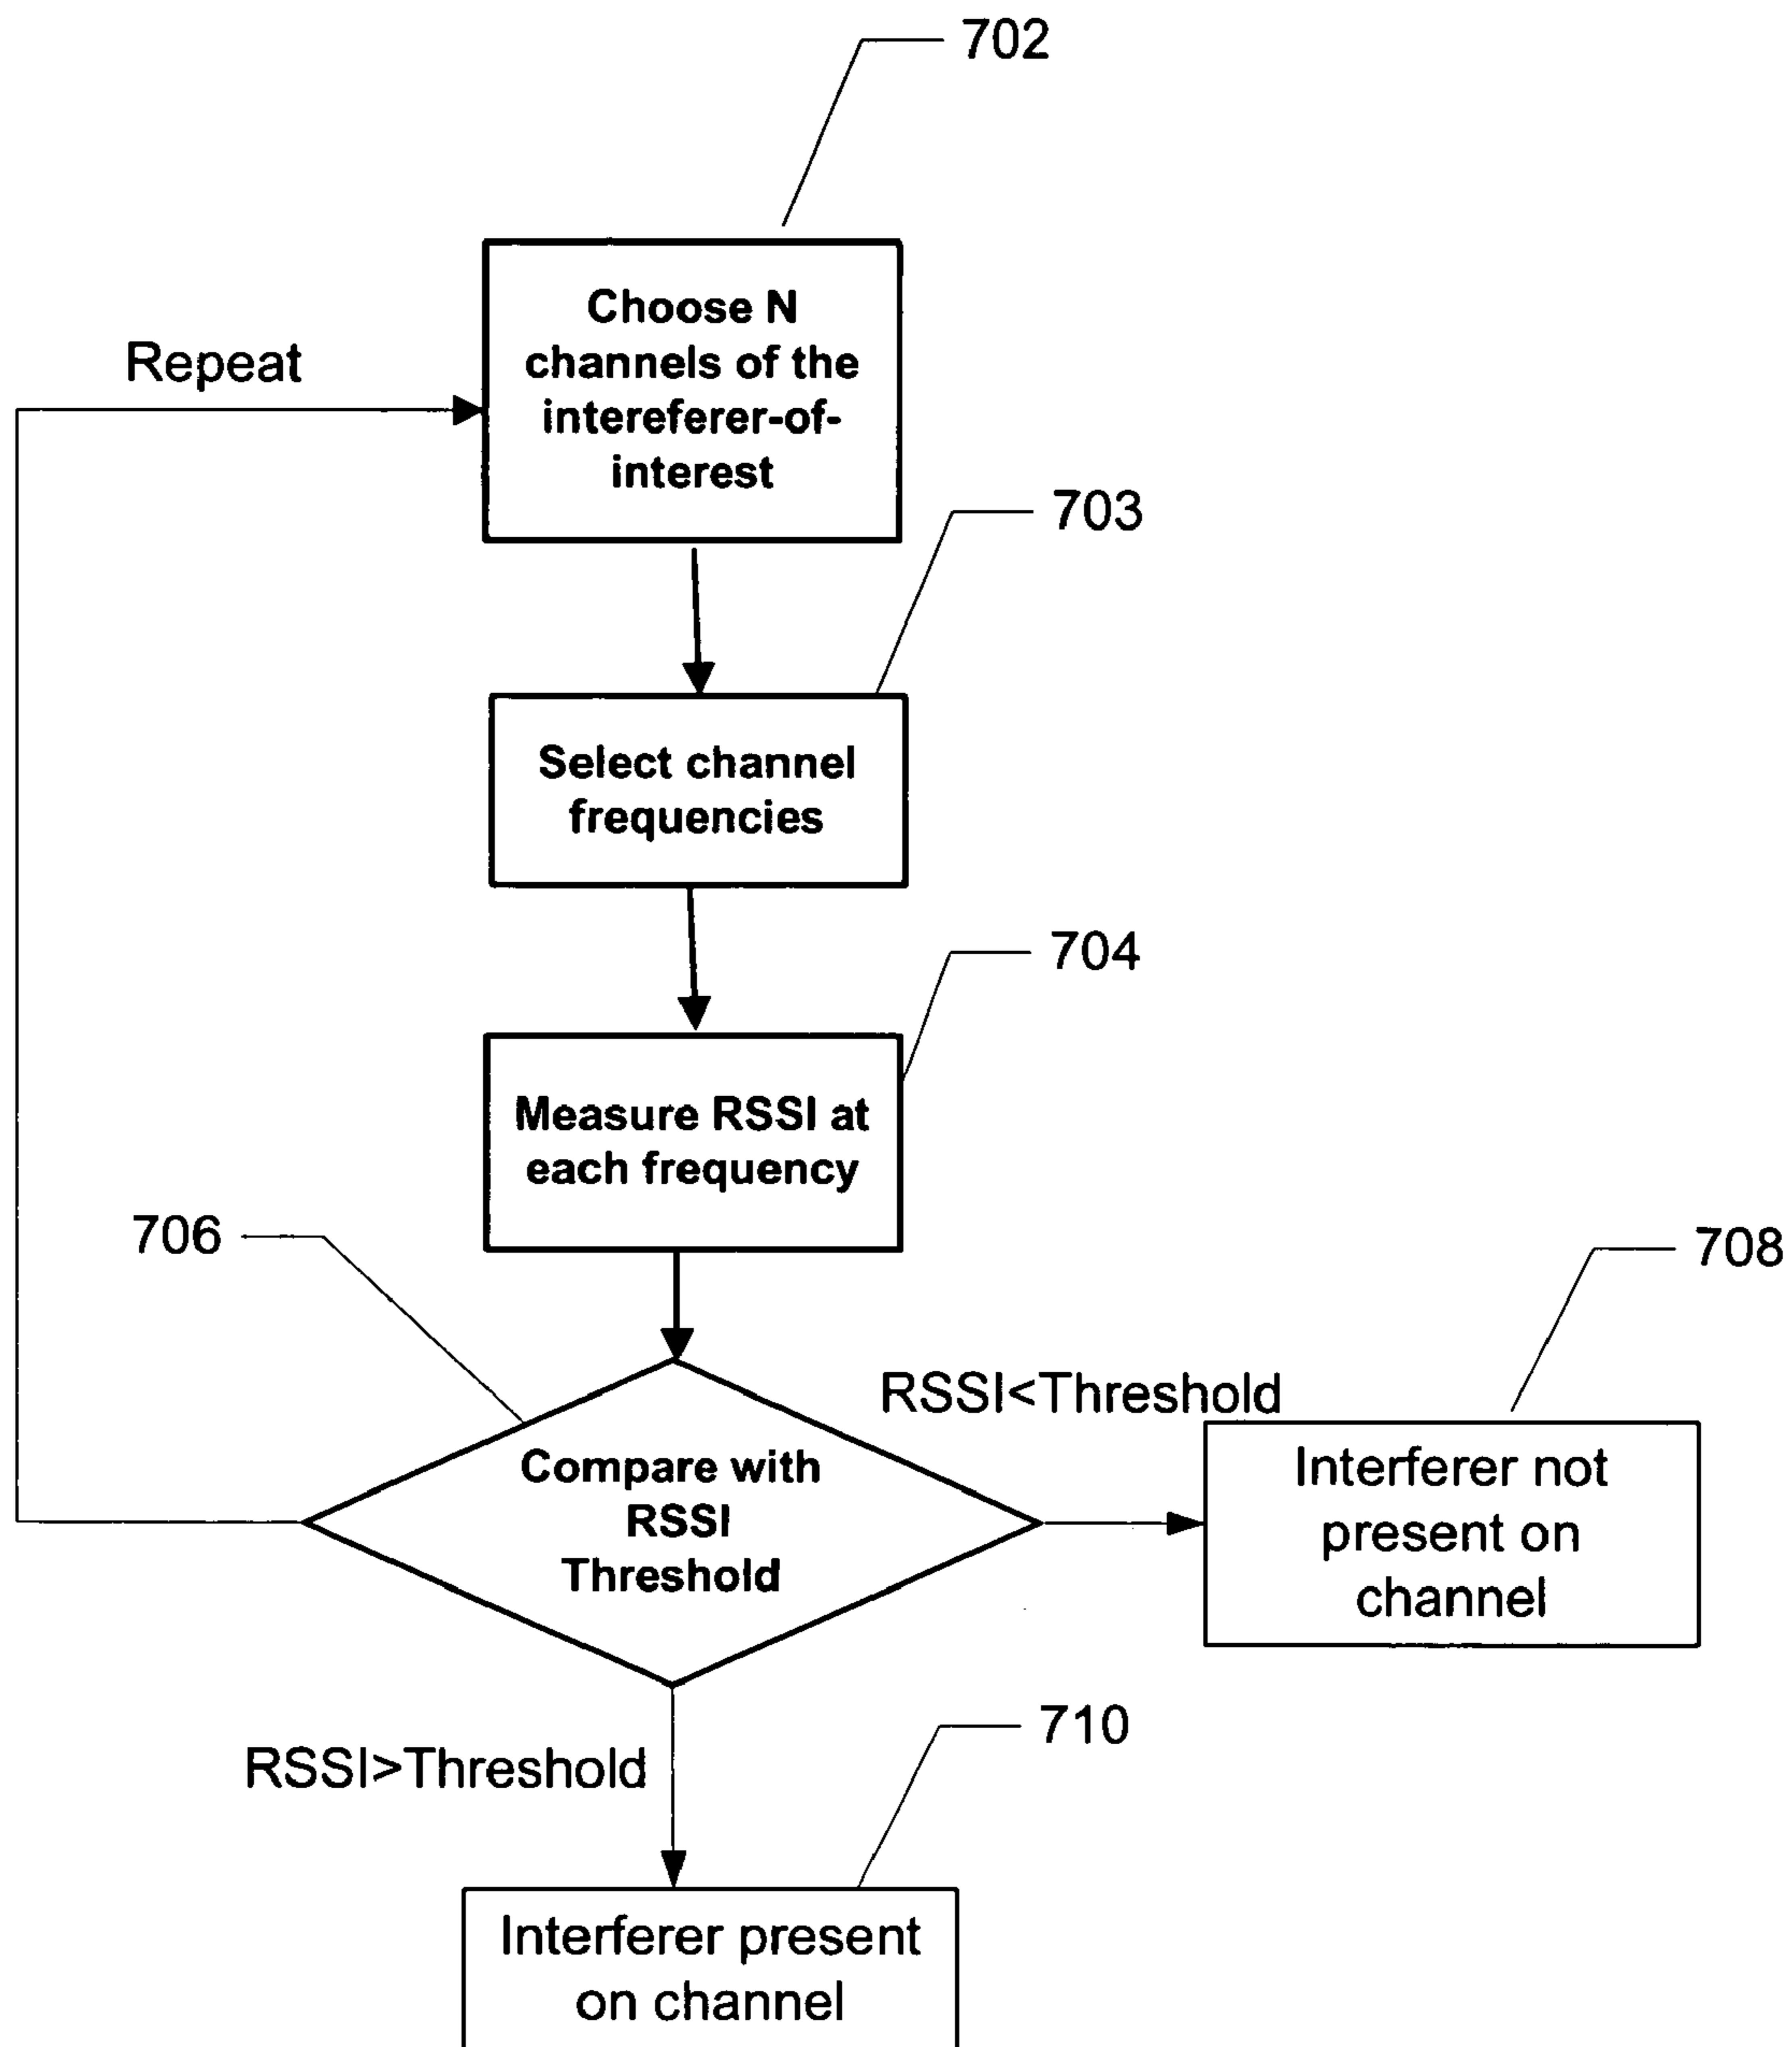 702
Choose N
channels of the
intereferer-of-
interest
Repeat
703
Select channel
frequencies
704
Measure RSSI at
each frequency
706
708
RSSI<Threshold
Compare with
RSSI
Threshold
Interferer not
present on
channel
710
RSSI>Threshold
Interferer present
on channel